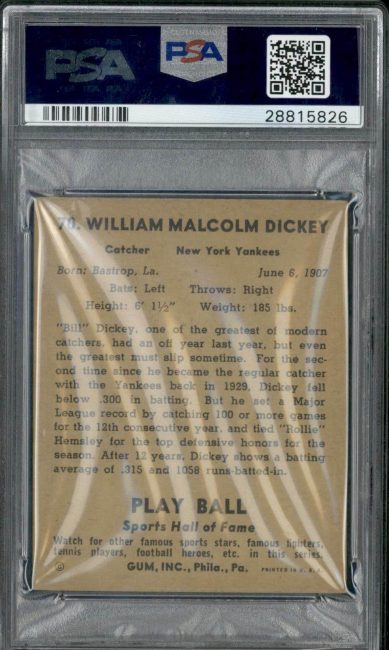 PSA
PSA
28815826
70. WILLIAM MALCOLM DICKEY
Catcher New York Yankees
Born: Bastrop, La. June 6, 1907
Bats: Left Throws: Right
Height: 6' 1½" Weight: 185 lbs.
"Bill" Dickey, one of the greatest of modern
catchers, had an off year last year, but even
the greatest must slip sometime. For the sec-
ond time since he became the regular catcher
with the Yankees back in 1929, Dickey fell
below .300 in batting. But he set a Major
League record by catching 100 or more games
for the 12th consecutive year, and tied "Rollie"
Hemsley for the top defensive honors for the
season. After 12 years, Dickey shows a batting
average of .315 and 1058 runs-batted-in.
PLAY BALL
Sports Hall of Fame
Watch for other famous sports stars, famous fighters,
tennis players, football heroes, etc. in this series.
GUM, INC., Phila., Pa. PRINTED IN U. S. A.